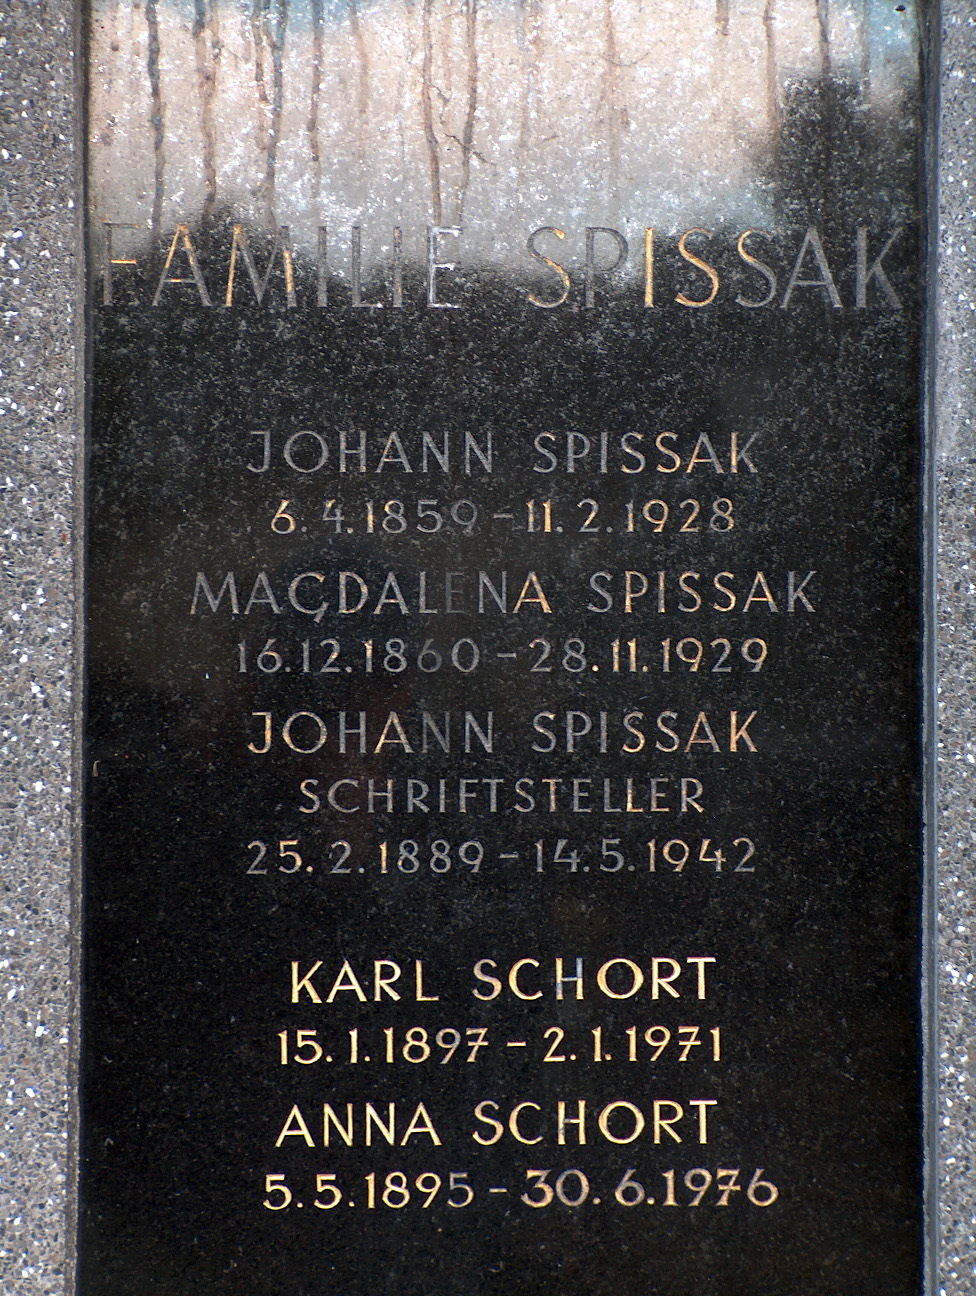 FAMILIE SPISSAK
JOHANN SPISSAK
6.4.1859-11.2.1928
MAGDALENA SPISSAK
16.12.1860-28.11.1929
JOHANN SPISSAK
SCHRIFTSTELLER
25.2.1889-14.5.1942
KARL SCHORT
15.1.1897-2.1.1971
ANNA SCHORT
5.5.1895-30.6.1976